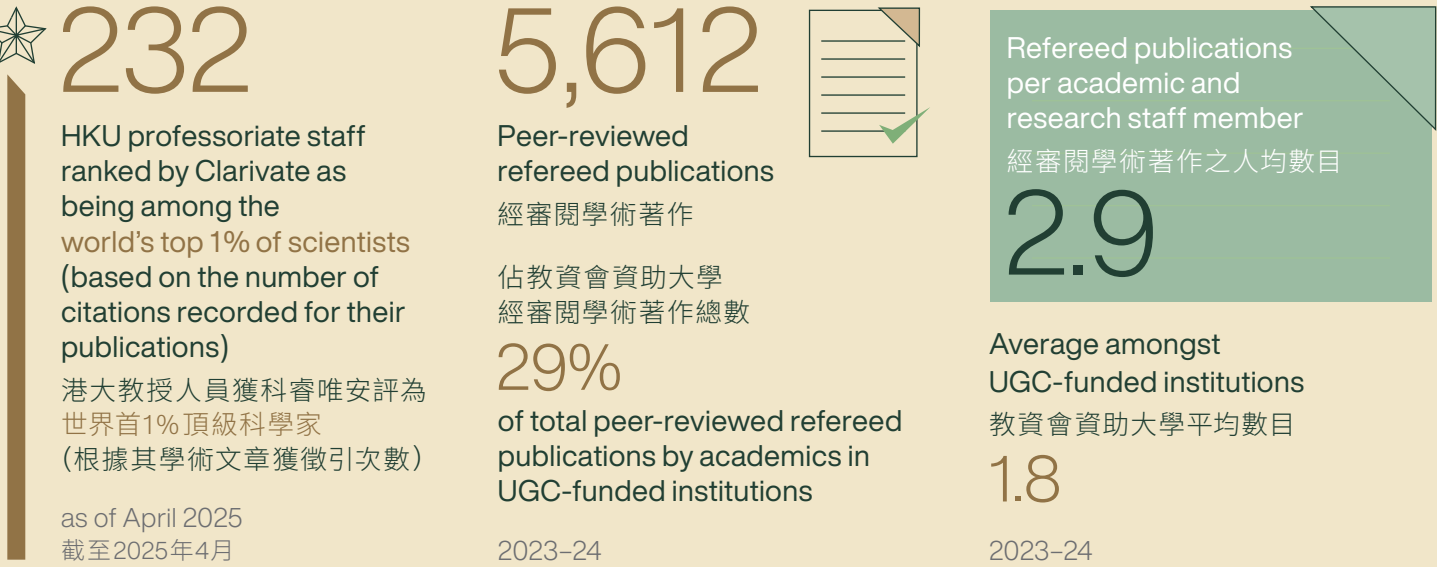 232
HKU professoriate staff
ranked by Clarivate as
being among the
world's top 1% of scientists
(based on the number of
citations recorded for their
publications)
港大教授人員獲科睿唯安評為
世界首1%頂級科學家
（根據其學術文章獲徵引次數）
as of April 2025
截至2025年4月
5,612
Peer-reviewed
refereed publications
經審閱學術著作
佔教資會資助大學
經審閱學術著作總數
29%
of total peer-reviewed refereed
publications by academics in
UGC-funded institutions
2023–24
Refereed publications
per academic and
research staff member
經審閱學術著作之人均數目
2.9
Average amongst
UGC-funded institutions
教資會資助大學平均數目
1.8
2023–24